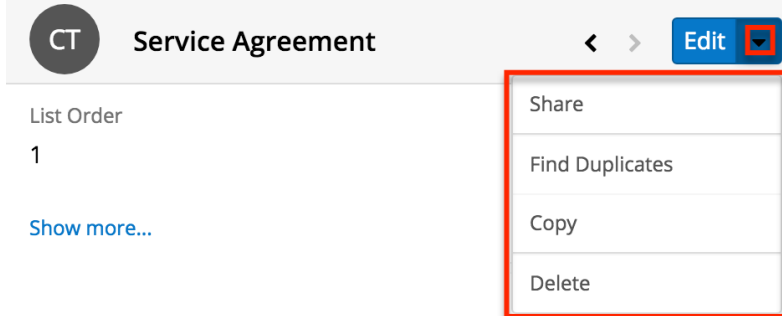 CT
Service Agreement
Edit
List Order
1
Show more...
Share
Find Duplicates
Copy
Delete